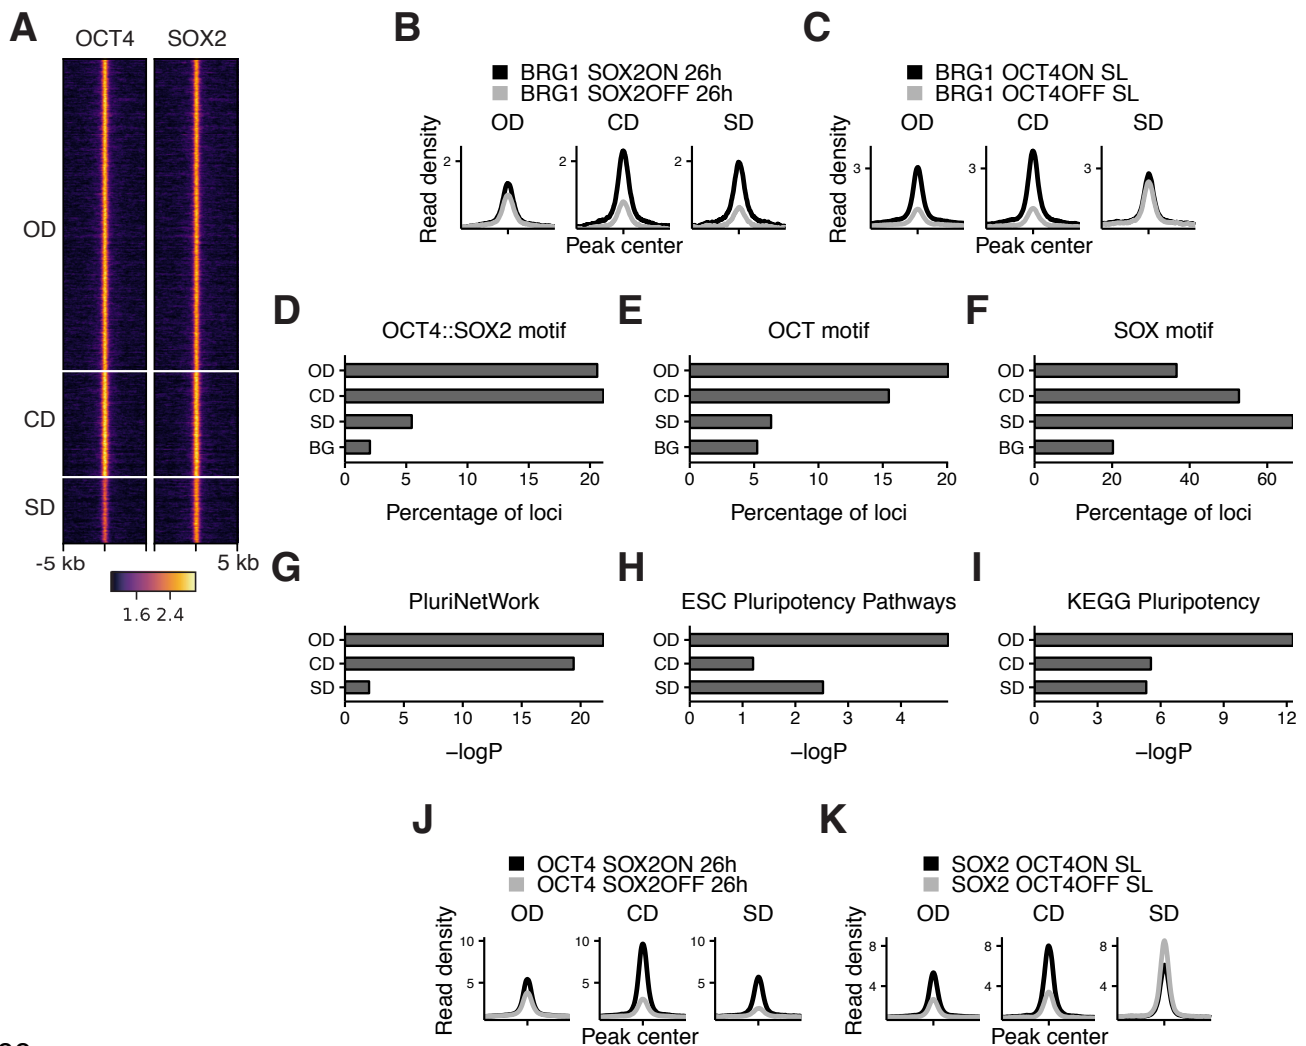 A
OCT4 SOX2
OD
CD
SD
-5 kb 5 kb
1.6 2.4
B
BRG1 SOX2ON 26h
BRG1 SOX2OFF 26h
OD CD SD
Read density
2 2 2
Peak center
C
BRG1 OCT4ON SL
BRG1 OCT4OFF SL
OD CD SD
Read density
3 3 3
Peak center
D
OCT4::SOX2 motif
OD
CD
SD
BG
0 5 10 15 20
Percentage of loci
E
OCT motif
OD
CD
SD
BG
0 5 10 15 20
Percentage of loci
F
SOX motif
OD
CD
SD
BG
0 20 40 60
Percentage of loci
G
PluriNetWork
OD
CD
SD
0 5 10 15 20
−logP
H
ESC Pluripotency Pathways
OD
CD
SD
0 1 2 3 4
−logP
I
KEGG Pluripotency
OD
CD
SD
0 3 6 9 12
−logP
J
OCT4 SOX2ON 26h
OCT4 SOX2OFF 26h
OD CD SD
Read density
10 10 10
5 5 5
Peak center
K
SOX2 OCT4ON SL
SOX2 OCT4OFF SL
OD CD SD
Read density
8 8 8
4 4 4
Peak center